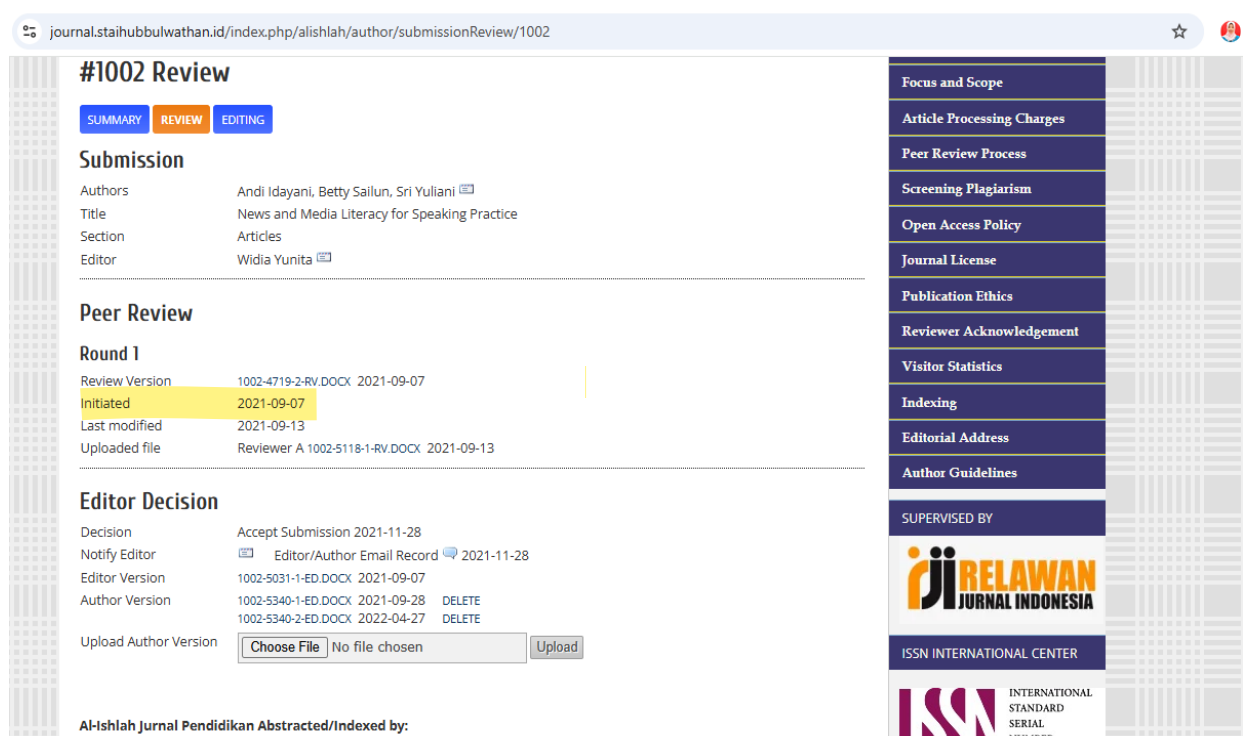 journal.staihubbulwathan.id/index.php/alishlah/author/submissionReview/1002
#1002 Review
SUMMARY REVIEW EDITING
Submission
Authors Andi Idayani, Betty Sailun, Sri Yuliani
Title News and Media Literacy for Speaking Practice
Section Articles
Editor Widia Yunita
Peer Review
Round 1
Review Version 1002-4719-2-RV.DOCX 2021-09-07
Initiated 2021-09-07
Last modified 2021-09-13
Uploaded file Reviewer A 1002-5118-1-RV.DOCX 2021-09-13
Editor Decision
Decision Accept Submission 2021-11-28
Notify Editor Editor/Author Email Record 2021-11-28
Editor Version 1002-5031-1-ED.DOCX 2021-09-07
Author Version 1002-5340-1-ED.DOCX 2021-09-28 DELETE
1002-5340-2-ED.DOCX 2022-04-27 DELETE
Upload Author Version Choose File No file chosen Upload
Al-Ishlah Jurnal Pendidikan Abstracted/Indexed by:
Focus and Scope
Article Processing Charges
Peer Review Process
Screening Plagiarism
Open Access Policy
Journal License
Publication Ethics
Reviewer Acknowledgement
Visitor Statistics
Indexing
Editorial Address
Author Guidelines
SUPERVISED BY
RELAWAN
JURNAL INDONESIA
ISSN INTERNATIONAL CENTER
ISSN
INTERNATIONAL
STANDARD
SERIAL